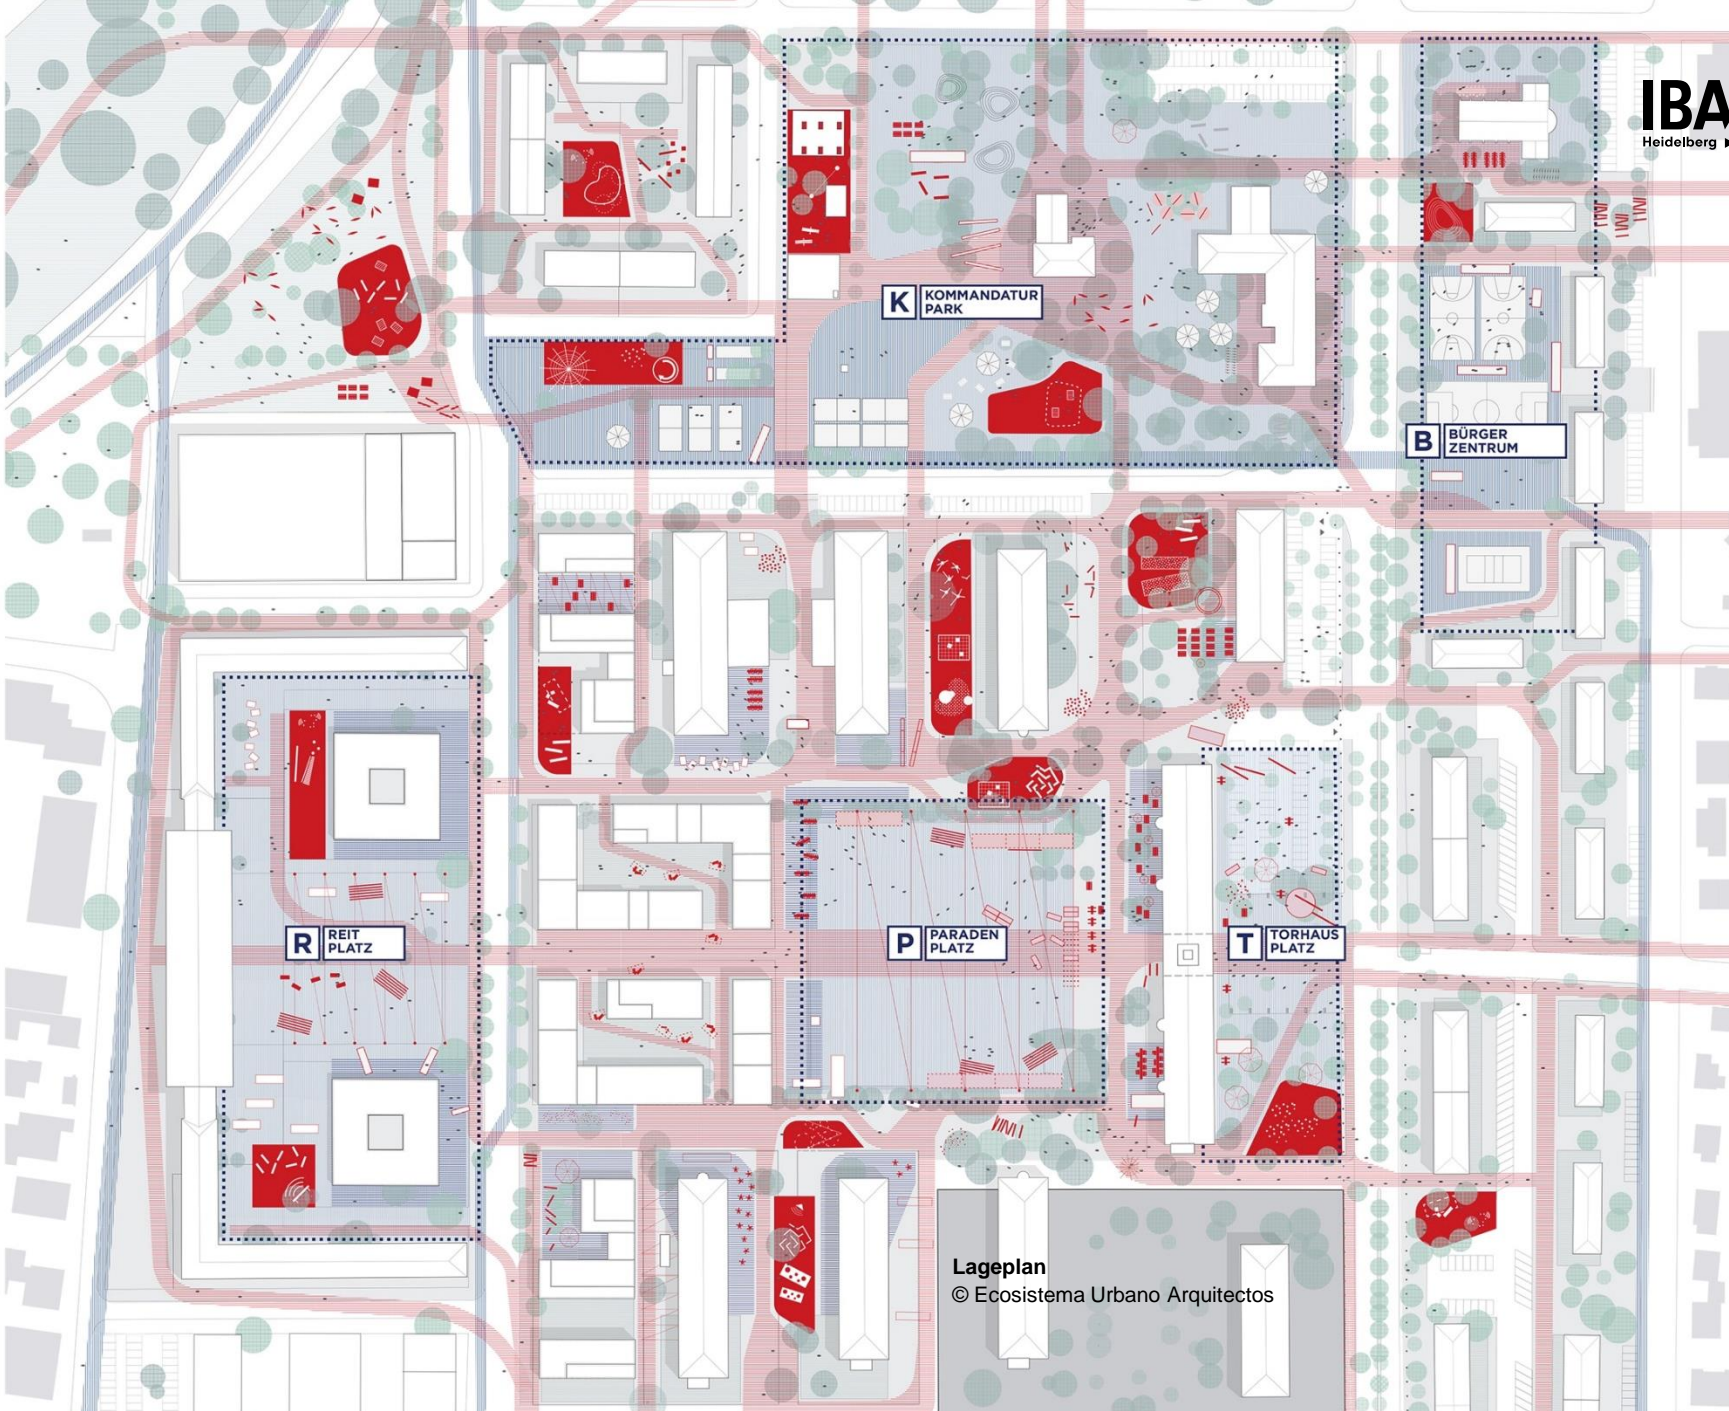 IBA
Heidelberg
K
KOMMANDATUR
PARK
B
BÜRGER
ZENTRUM
R
REIT
PLATZ
P
PARADEN
PLATZ
T
TORHAUS
PLATZ
Lageplan
© Ecosistema Urbano Arquitectos